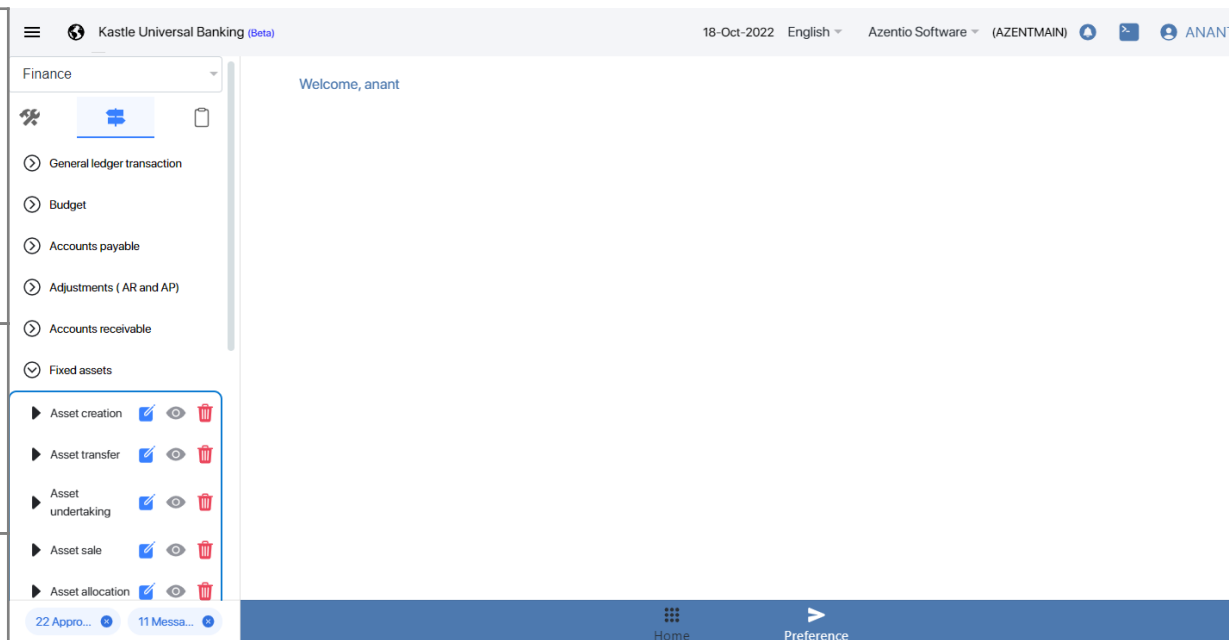 Kastle Universal Banking (Beta)
18-Oct-2022 English Azentio Software (AZENTMAIN) ANANT
Finance
Welcome, anant
General ledger transaction
Budget
Accounts payable
Adjustments ( AR and AP)
Accounts receivable
Fixed assets
Asset creation
Asset transfer
Asset
undertaking
Asset sale
Asset allocation
22 Appro... 11 Messa...
Home Preference